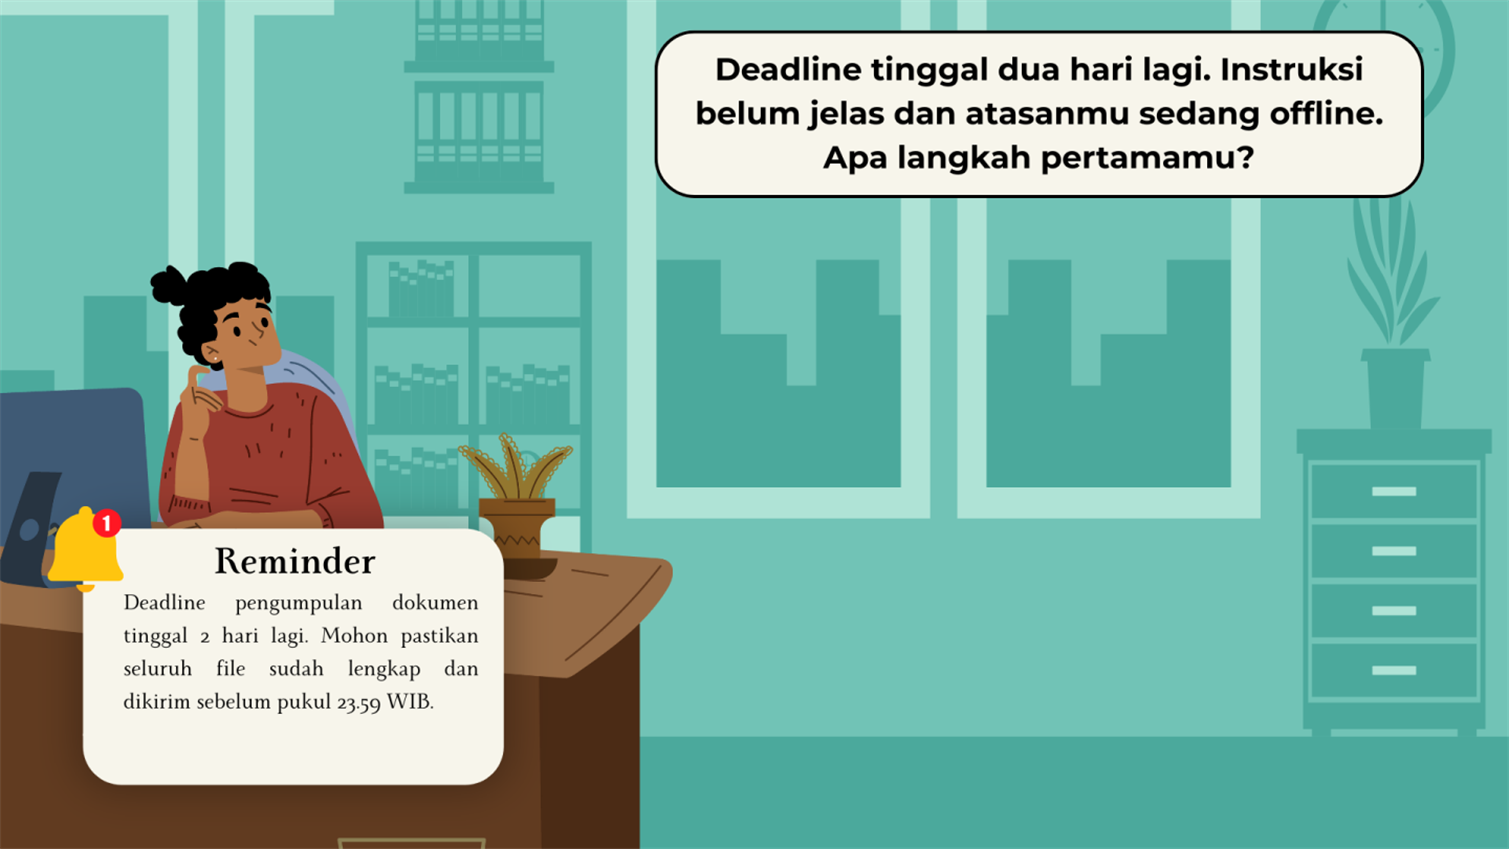 Deadline tinggal dua hari lagi. Instruksi
belum jelas dan atasanmu sedang offline.
Apa langkah pertamamu?
1
Reminder
Deadline pengumpulan dokumen
tinggal 2 hari lagi. Mohon pastikan
seluruh file sudah lengkap dan
dikirim sebelum pukul 23.59 WIB.